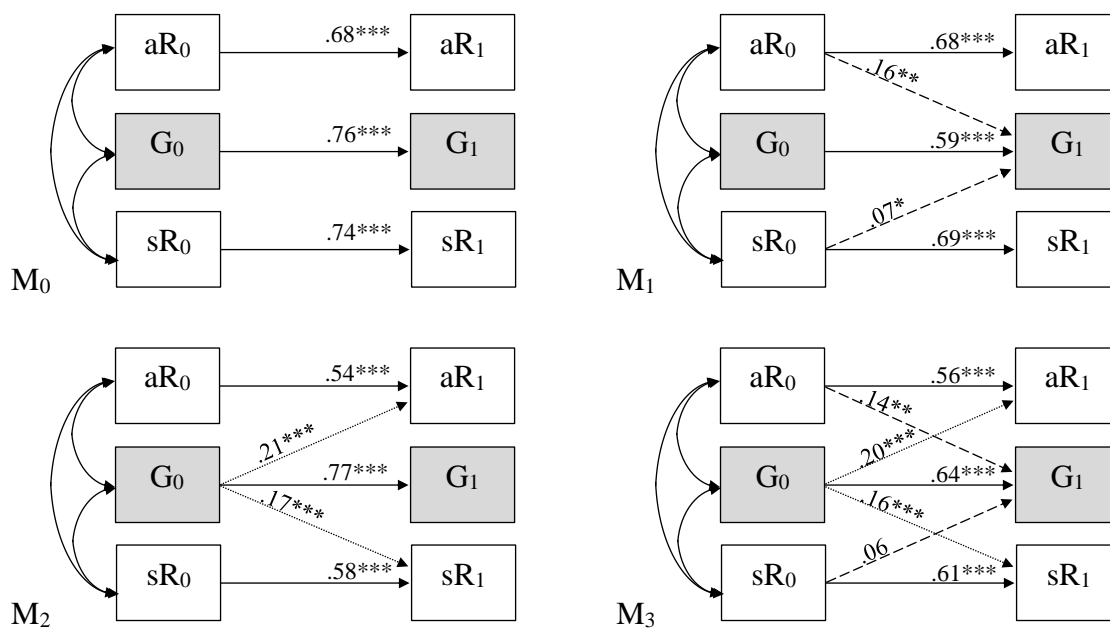 aR₀ .68*** aR₁
G₀ .76*** G₁
sR₀ .74*** sR₁
M₀
aR₀ .68*** aR₁
.16**
G₀ .59*** G₁
.07*
sR₀ .69*** sR₁
M₁
aR₀ .54*** aR₁
.21***
G₀ .77*** G₁
.17***
sR₀ .58*** sR₁
M₂
aR₀ .56*** aR₁
.14**
.20***
G₀ .64*** G₁
.16***
.06
sR₀ .61*** sR₁
M₃